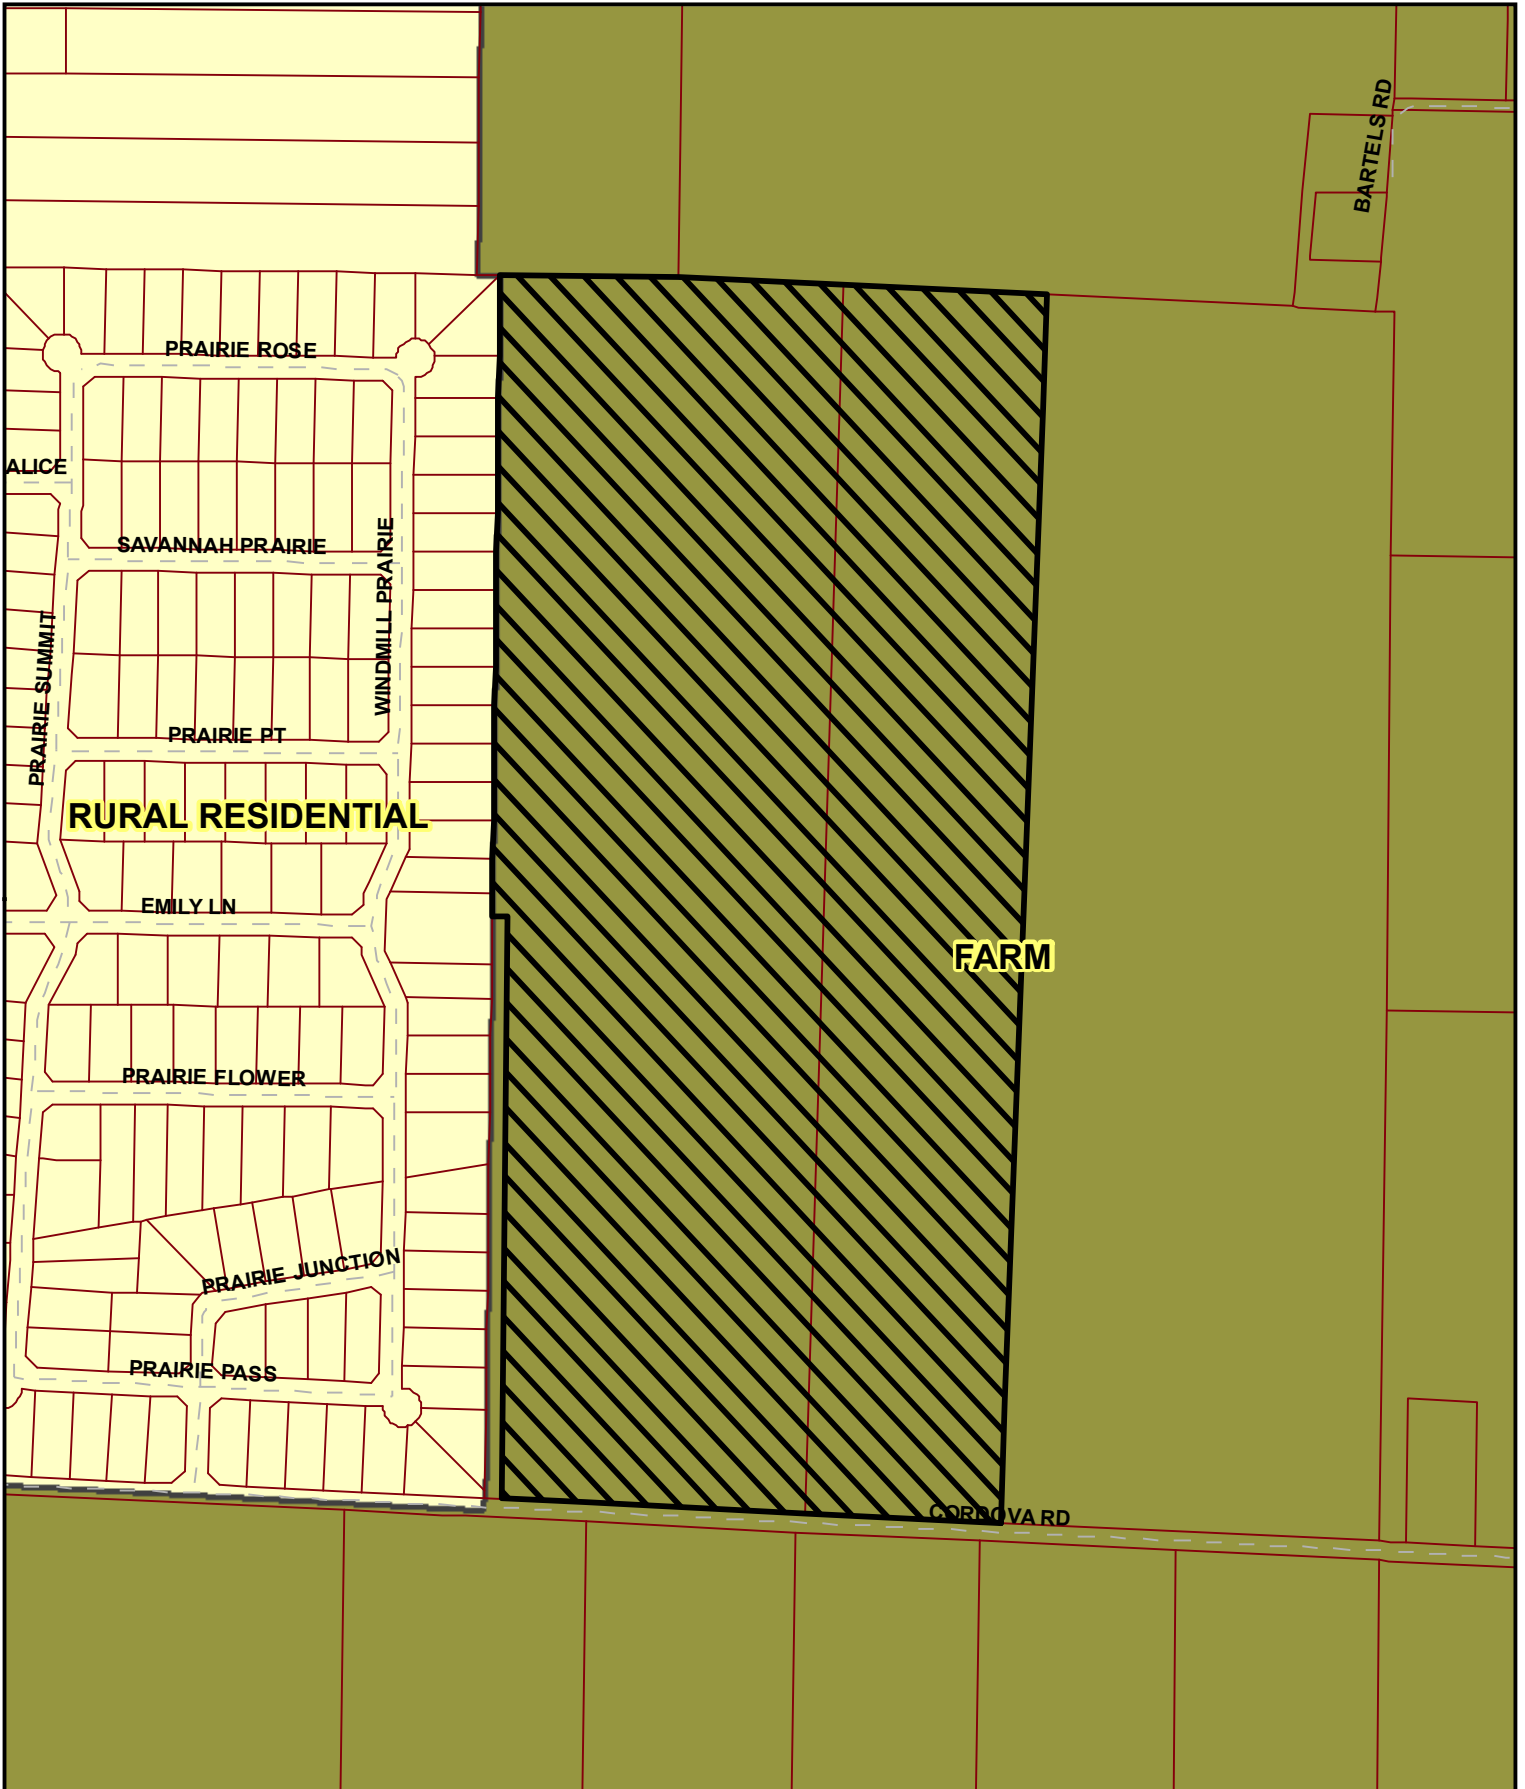 BARTELS RD
PRAIRIE ROSE
ALICE
SAVANNAH PRAIRIE
WINDMILL PRAIRIE
PRAIRIE SUMMIT
PRAIRIE PT
RURAL RESIDENTIAL
EMILY LN
FARM
PRAIRIE FLOWER
PRAIRIE JUNCTION
PRAIRIE PASS
CORDOVA RD